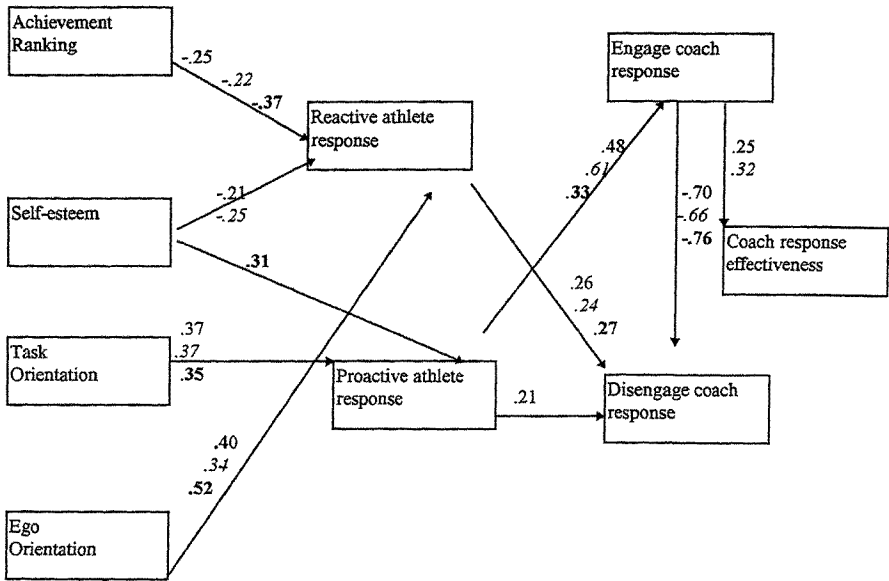 Achievement
Ranking
-.25
-.22
-.37
Reactive athlete
response
Engage coach
response
.48
.61
.33
.25
.32
-.70
-.66
-.76
Self-esteem
-.21
-.25
.31
Coach response
effectiveness
.26
.24
.27
Task
Orientation
.37
.37
.35
Proactive athlete
response
.21
Disengage coach
response
.40
.34
.52
Ego
Orientation